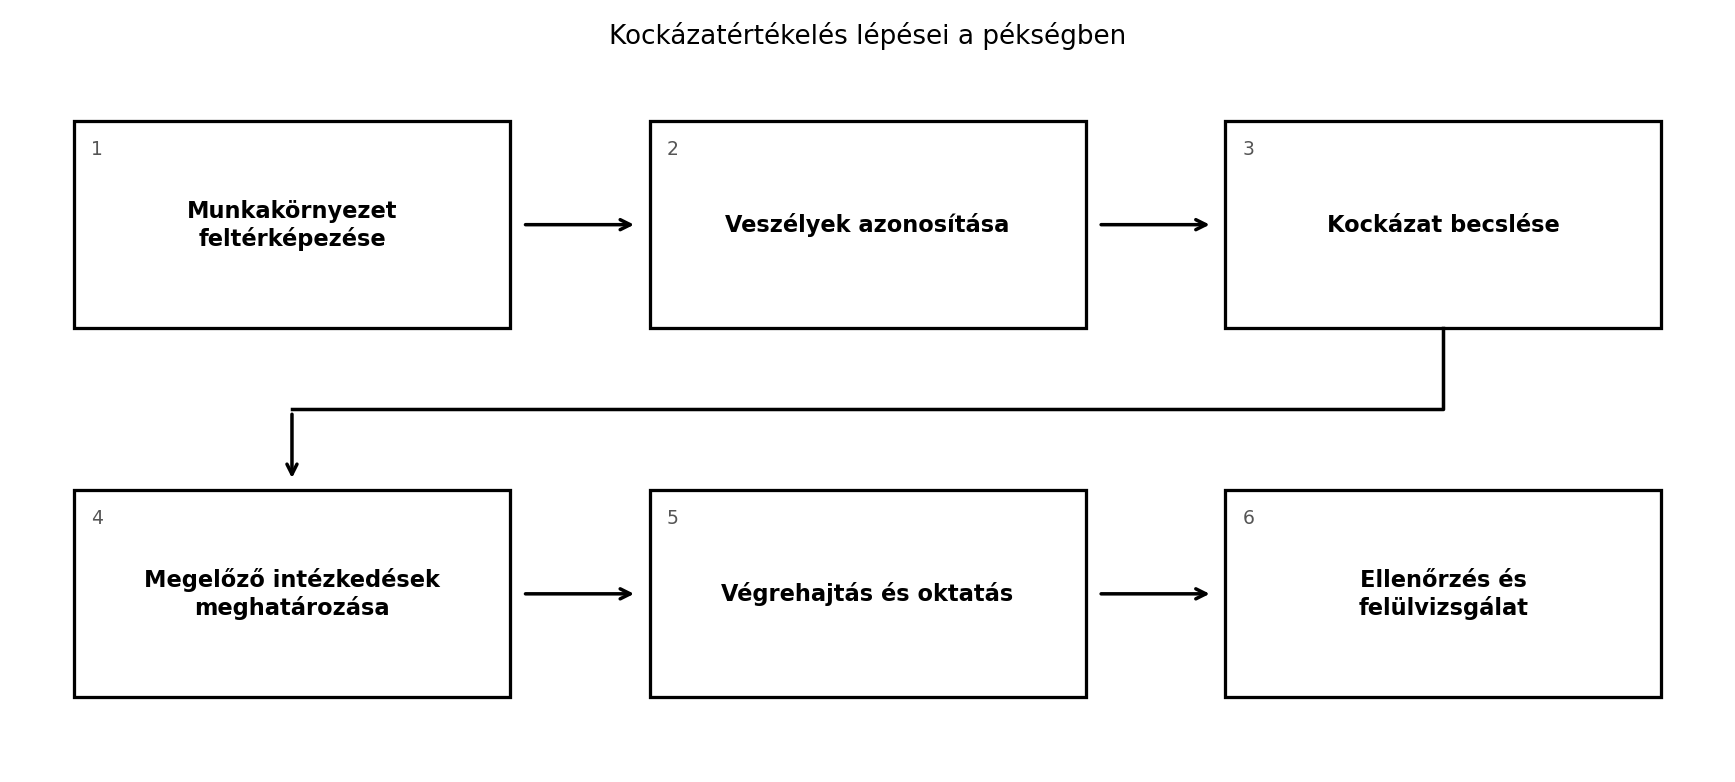 Kockázatértékelés lépései a pékségben
1
Munkakörnyezet
feltérképezése
2
Veszélyek azonosítása
3
Kockázat becslése
4
Megelőző intézkedések
meghatározása
5
Végrehajtás és oktatás
6
Ellenőrzés és
felülvizsgálat